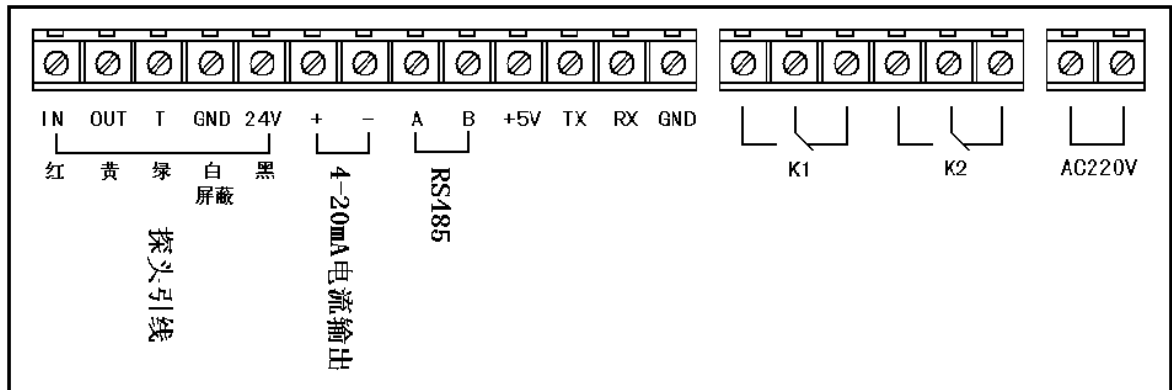 IN OUT T GND 24V + - A B +5V TX RX GND
红 黄 绿 白 黑
屏蔽
探头引线
4-20mA电流输出
RS485
K1 K2 AC220V